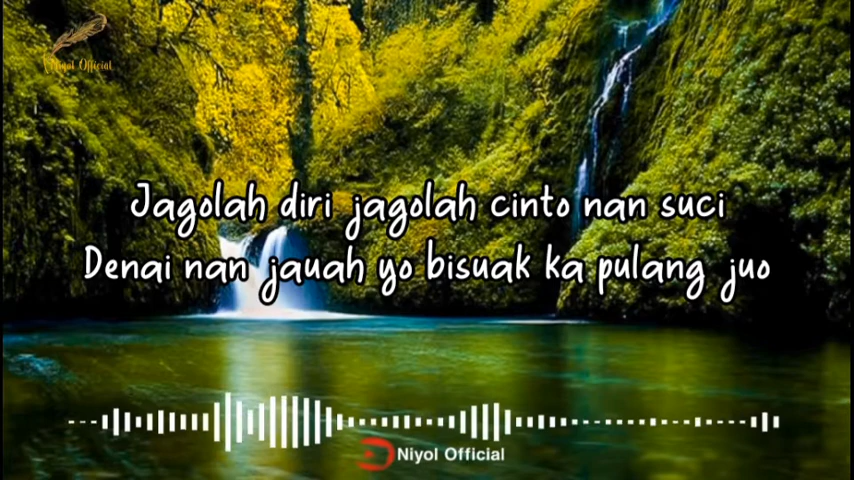 Niyol Official
Jagolah diri jagolah cinto nan suci
Denai nan jauah yo bisuak ka pulang juo
Niyol Official